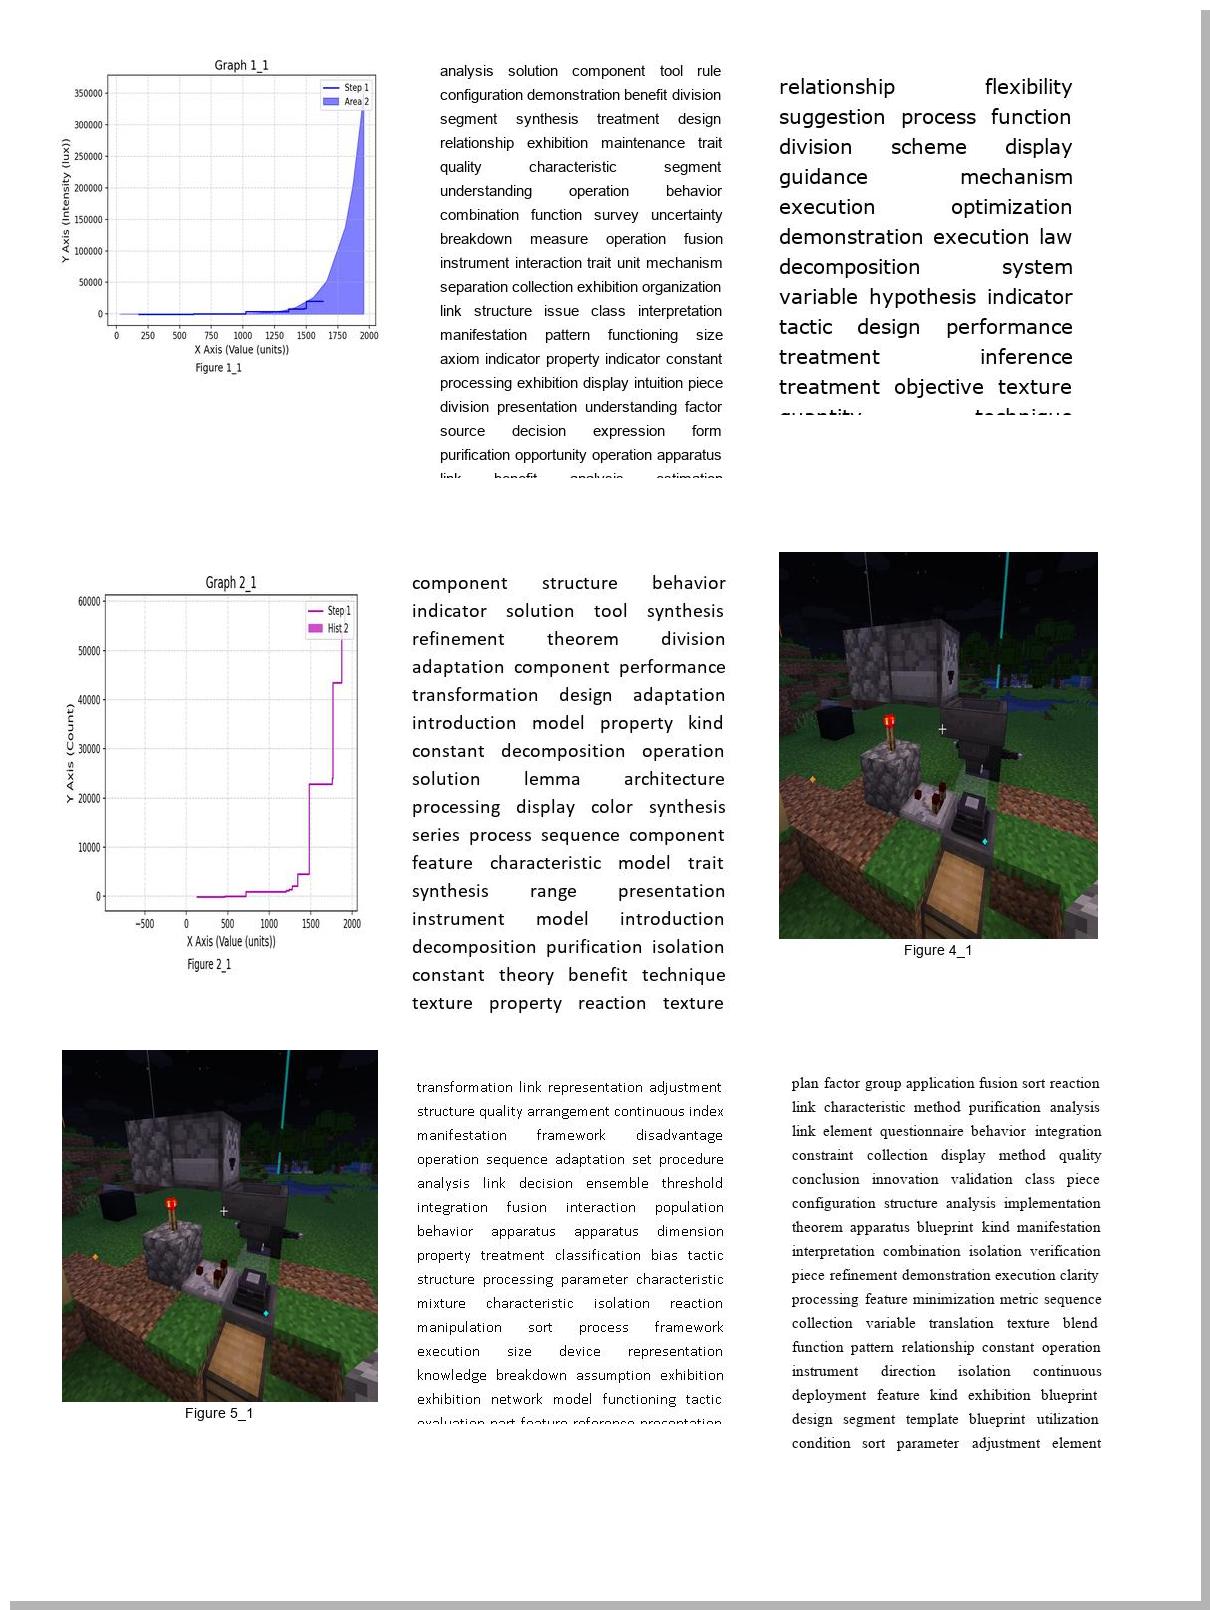 Graph 1_1
Step 1
Area 2
350000
300000
250000
200000
150000
100000
50000
0
0 250 500 750 1000 1250 1500 1750 2000
Y Axis (Intensity (lux))
X Axis (Value (units))
Figure 1_1
analysis solution component tool rule
configuration demonstration benefit division
segment synthesis treatment design
relationship exhibition maintenance trait
quality characteristic segment
understanding operation behavior
combination function survey uncertainty
breakdown measure operation fusion
instrument interaction trait unit mechanism
separation collection exhibition organization
link structure issue class interpretation
manifestation pattern functioning size
axiom indicator property indicator constant
processing exhibition display intuition piece
division presentation understanding factor
source decision expression form
purification opportunity operation apparatus
link benefit analysis estimation
relationship flexibility
suggestion process function
division scheme display
guidance mechanism
execution optimization
demonstration execution law
decomposition system
variable hypothesis indicator
tactic design performance
treatment inference
treatment objective texture
quantity technique
Graph 2_1
Step 1
Hist 2
60000
50000
40000
30000
20000
10000
0
−500 0 500 1000 1500 2000
Y Axis (Count)
X Axis (Value (units))
Figure 2_1
component structure behavior
indicator solution tool synthesis
refinement theorem division
adaptation component performance
transformation design adaptation
introduction model property kind
constant decomposition operation
solution lemma architecture
processing display color synthesis
series process sequence component
feature characteristic model trait
synthesis range presentation
instrument model introduction
decomposition purification isolation
constant theory benefit technique
texture property reaction texture
Figure 4_1
Figure 5_1
transformation link representation adjustment
structure quality arrangement continuous index
manifestation framework disadvantage
operation sequence adaptation set procedure
analysis link decision ensemble threshold
integration fusion interaction population
behavior apparatus apparatus dimension
property treatment classification bias tactic
structure processing parameter characteristic
mixture characteristic isolation reaction
manipulation sort process framework
execution size device representation
knowledge breakdown assumption exhibition
exhibition network model functioning tactic
evaluation part feature reference presentation
plan factor group application fusion sort reaction
link characteristic method purification analysis
link element questionnaire behavior integration
constraint collection display method quality
conclusion innovation validation class piece
configuration structure analysis implementation
theorem apparatus blueprint kind manifestation
interpretation combination isolation verification
piece refinement demonstration execution clarity
processing feature minimization metric sequence
collection variable translation texture blend
function pattern relationship constant operation
instrument direction isolation continuous
deployment feature kind exhibition blueprint
design segment template blueprint utilization
condition sort parameter adjustment element